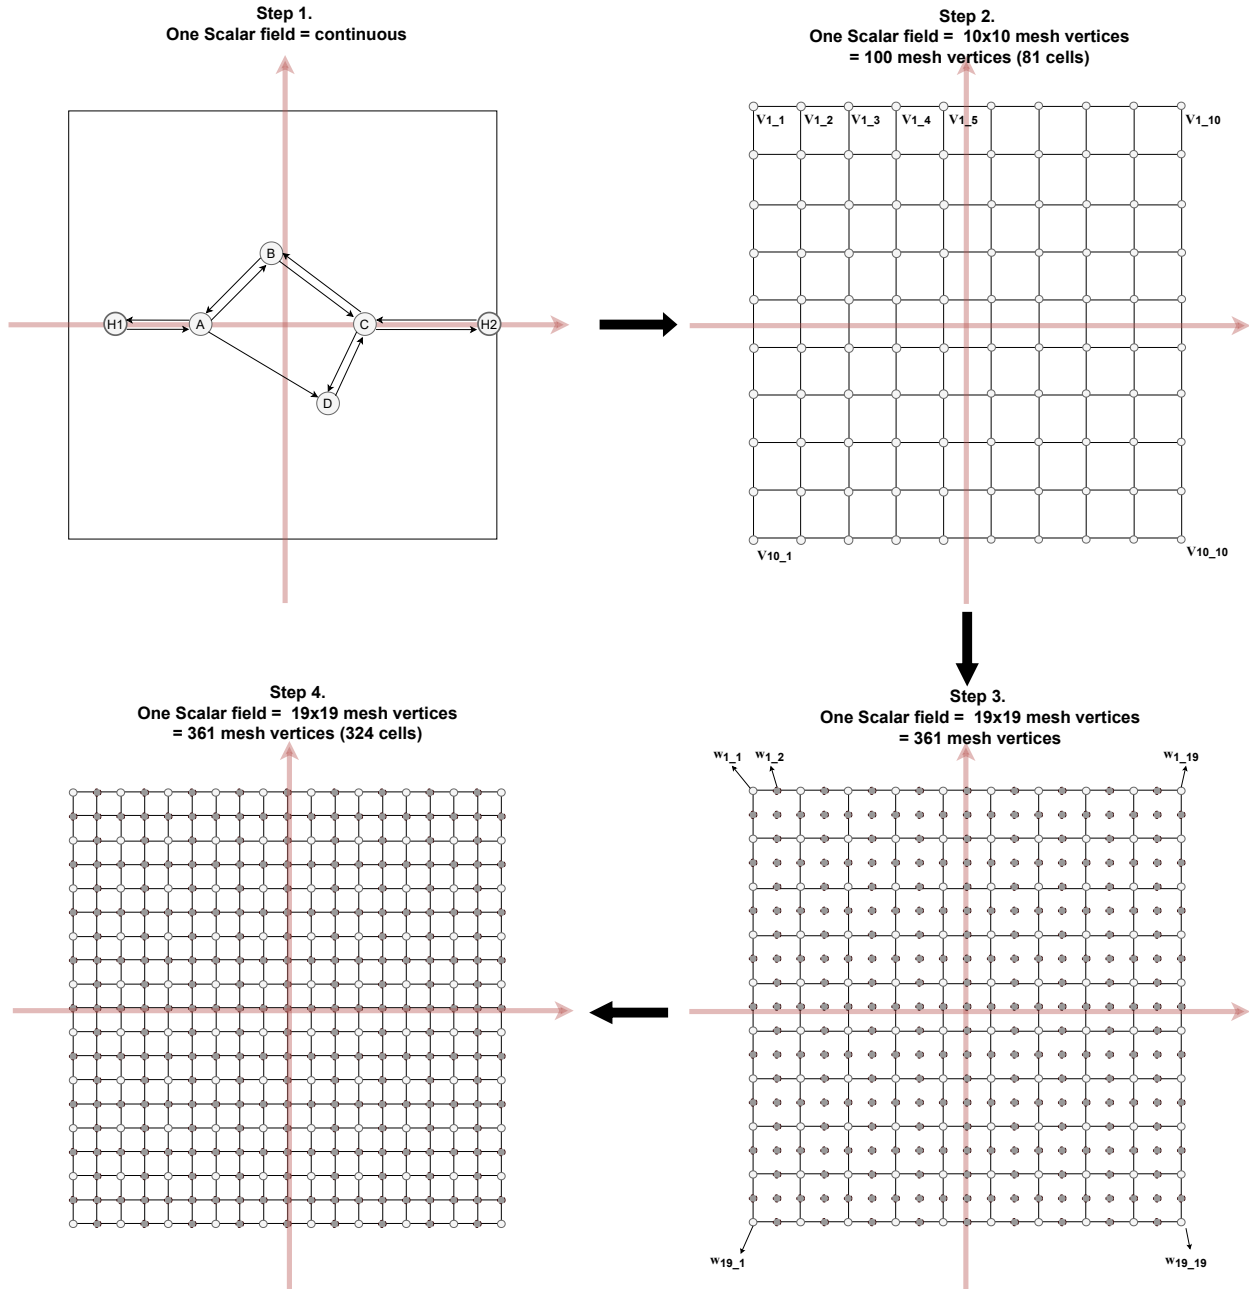 Step 1.
One Scalar field = continuous
B
H1
A
C
H2
D
Step 2.
One Scalar field = 10x10 mesh vertices
= 100 mesh vertices (81 cells)
V1_1 V1_2 V1_3 V1_4 V1_5 V1_10
V10_1 V10_10
Step 4.
One Scalar field = 19x19 mesh vertices
= 361 mesh vertices (324 cells)
Step 3.
One Scalar field = 19x19 mesh vertices
= 361 mesh vertices
w1_1 w1_2 w1_19
w19_1 w19_19